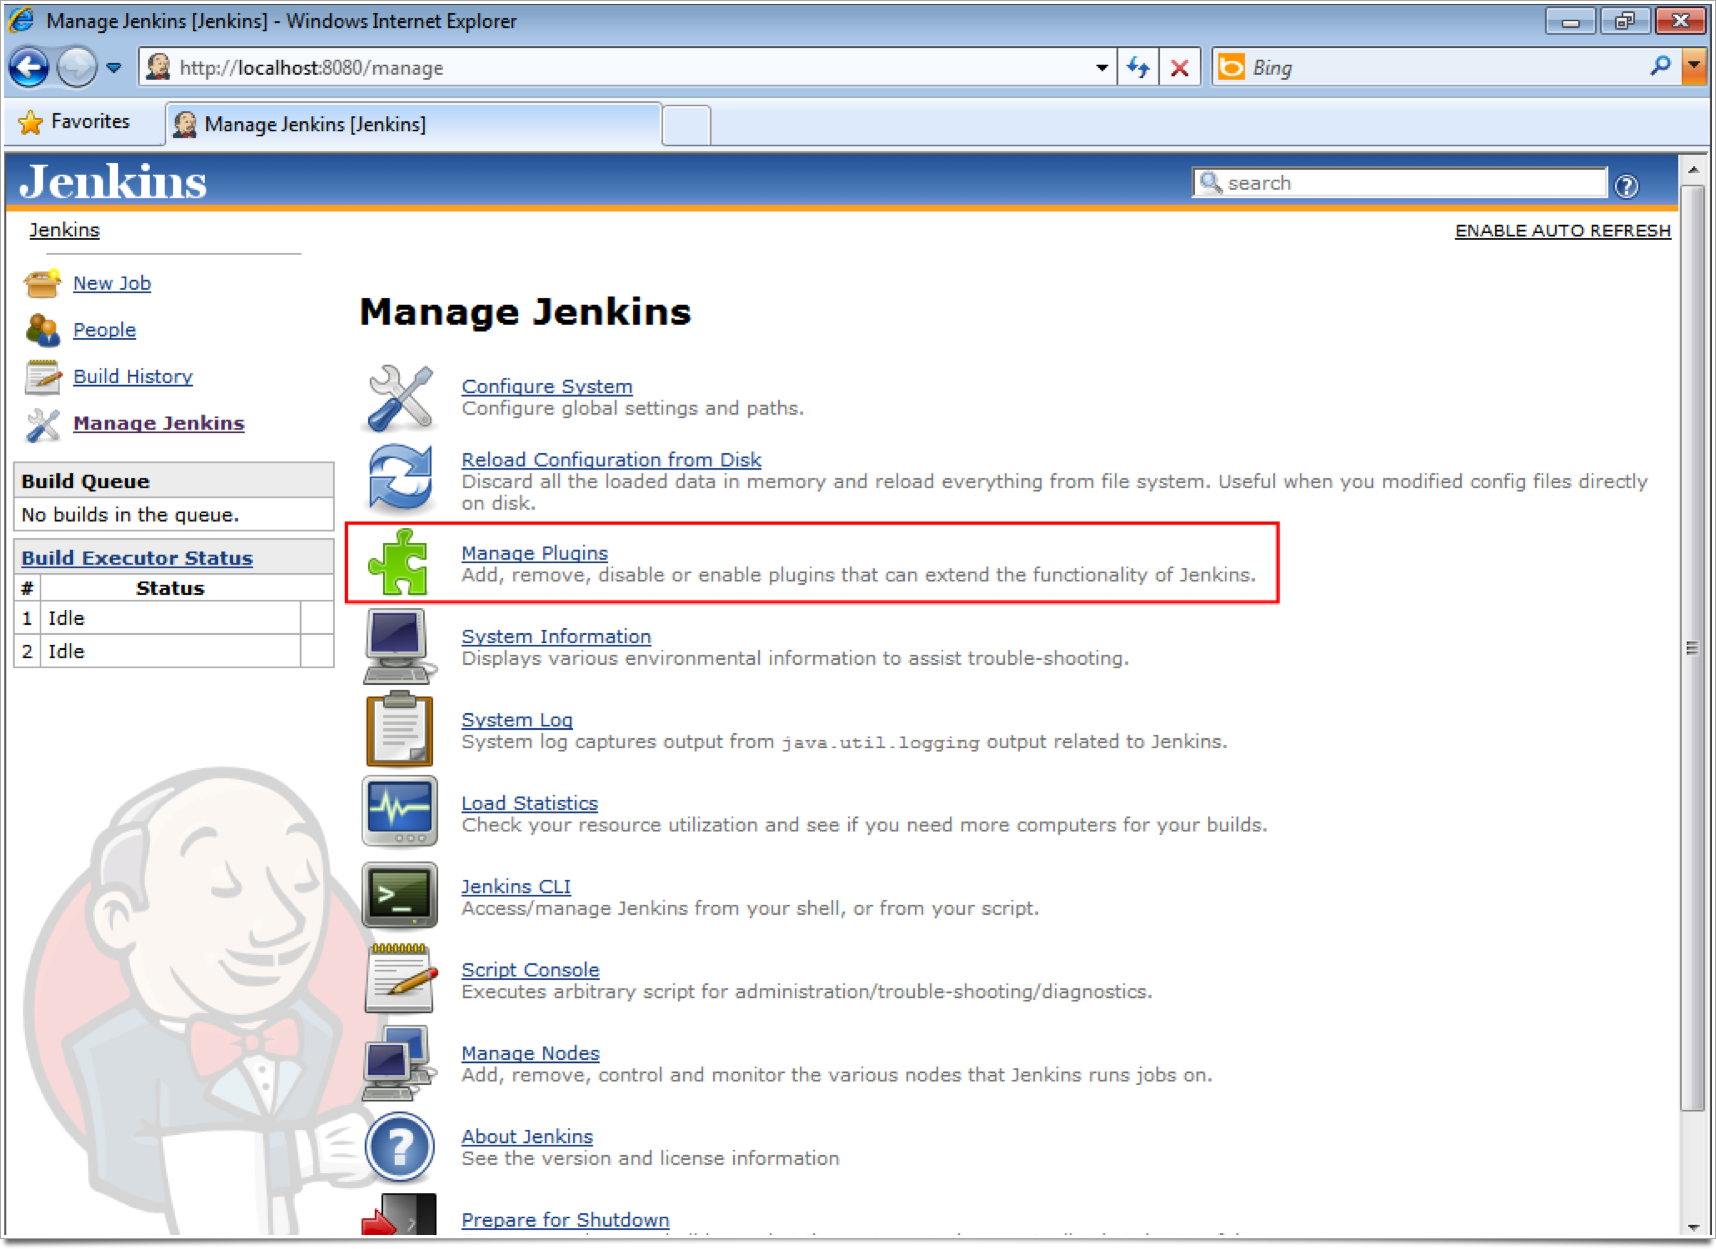 Manage Jenkins [Jenkins] - Windows Internet Explorer
http://localhost:8080/manage
Bing
Favorites
Manage Jenkins [Jenkins]
Jenkins
search
Jenkins
ENABLE AUTO REFRESH
New Job
People
Build History
Manage Jenkins
Build Queue
No builds in the queue.
Build Executor Status
# Status
1 Idle
2 Idle
Manage Jenkins
Configure System
Configure global settings and paths.
Reload Configuration from Disk
Discard all the loaded data in memory and reload everything from file system. Useful when you modified config files directly
on disk.
Manage Plugins
Add, remove, disable or enable plugins that can extend the functionality of Jenkins.
System Information
Displays various environmental information to assist trouble-shooting.
System Log
System log captures output from java.util.logging output related to Jenkins.
Load Statistics
Check your resource utilization and see if you need more computers for your builds.
Jenkins CLI
Access/manage Jenkins from your shell, or from your script.
Script Console
Executes arbitrary script for administration/trouble-shooting/diagnostics.
Manage Nodes
Add, remove, control and monitor the various nodes that Jenkins runs jobs on.
About Jenkins
See the version and license information
Prepare for Shutdown